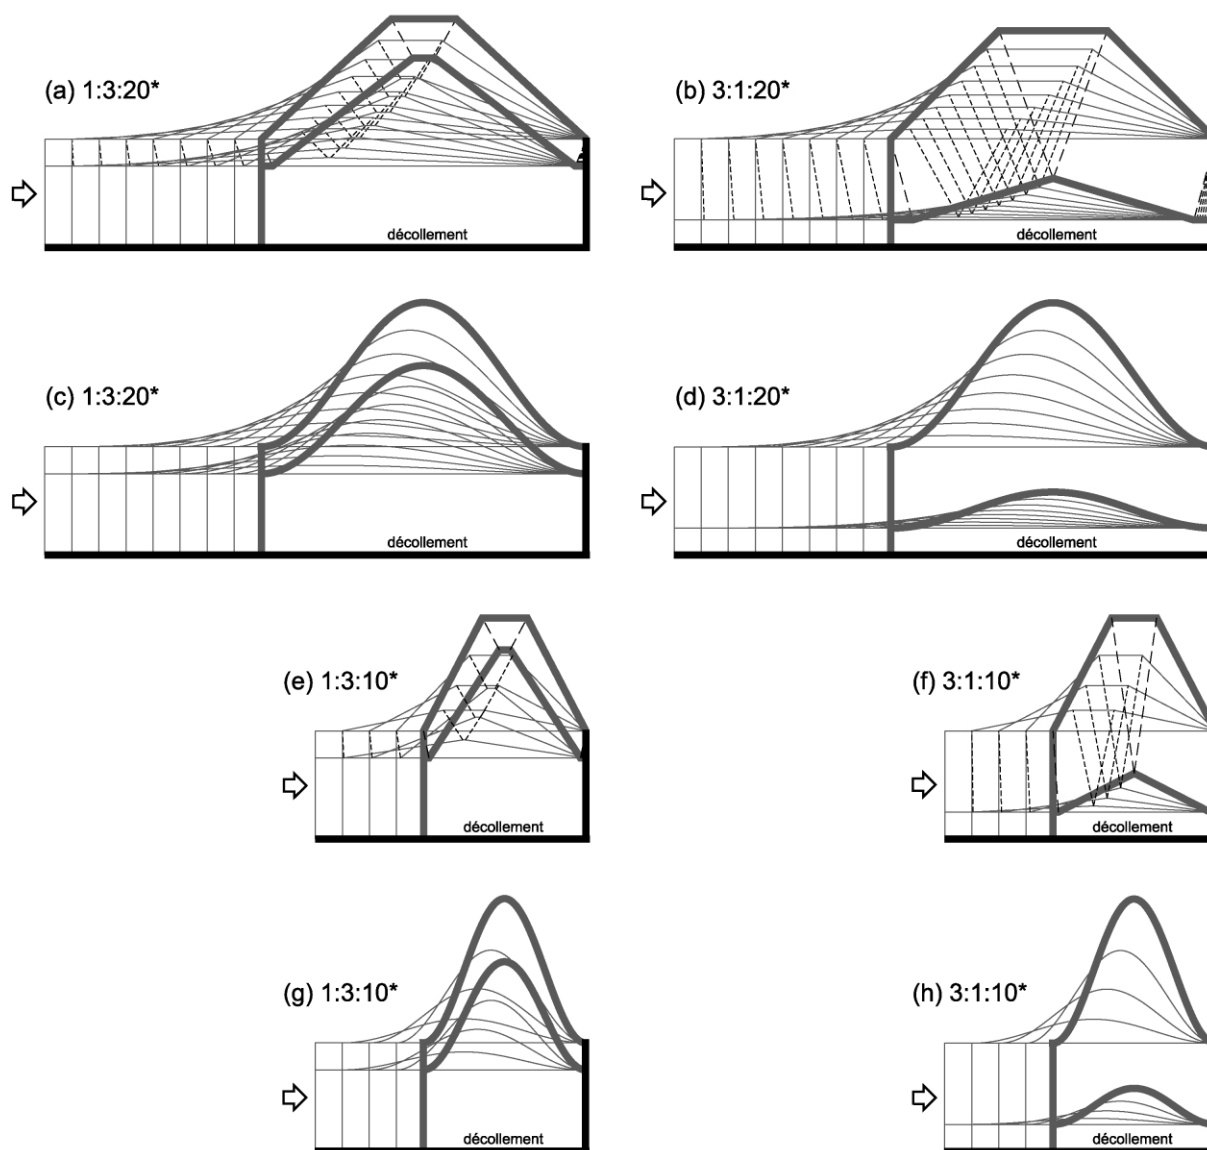 (a) 1:3:20*
décollement
(b) 3:1:20*
décollement
(c) 1:3:20*
décollement
(d) 3:1:20*
décollement
(e) 1:3:10*
décollement
(f) 3:1:10*
décollement
(g) 1:3:10*
décollement
(h) 3:1:10*
décollement